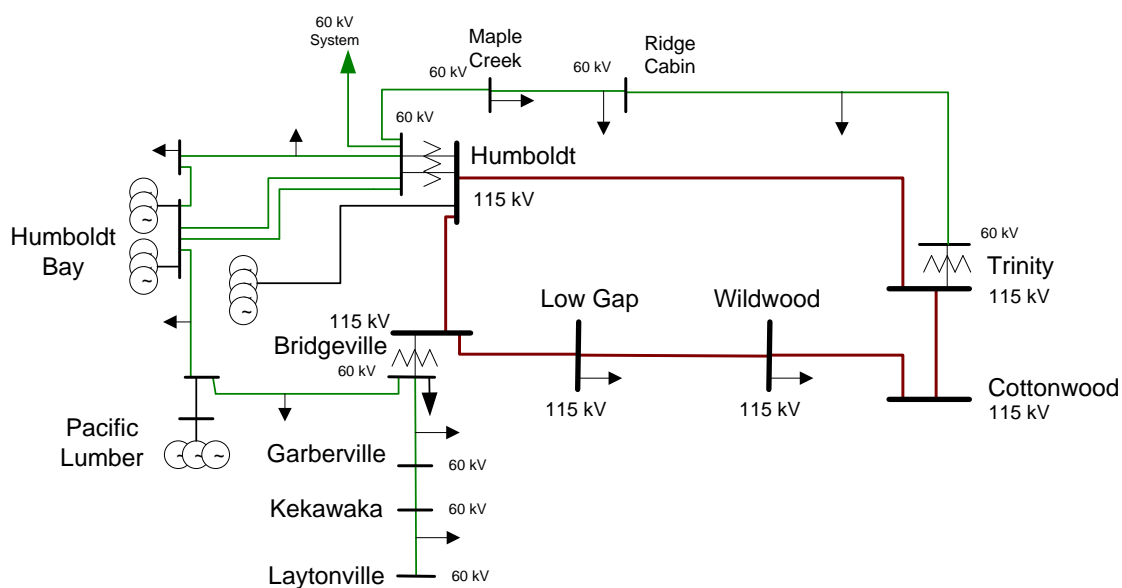 60 kV
System
Maple
Creek
Ridge
Cabin
60 kV
60 kV
60 kV
Humboldt
115 kV
~
~
Humboldt
Bay
~
60 kV
Trinity
115 kV
Low Gap
Wildwood
115 kV
Bridgeville
60 kV
115 kV
115 kV
Cottonwood
115 kV
Pacific
Lumber
~ ~ ~
Garberville
60 kV
Kekawaka
60 kV
Laytonville
60 kV